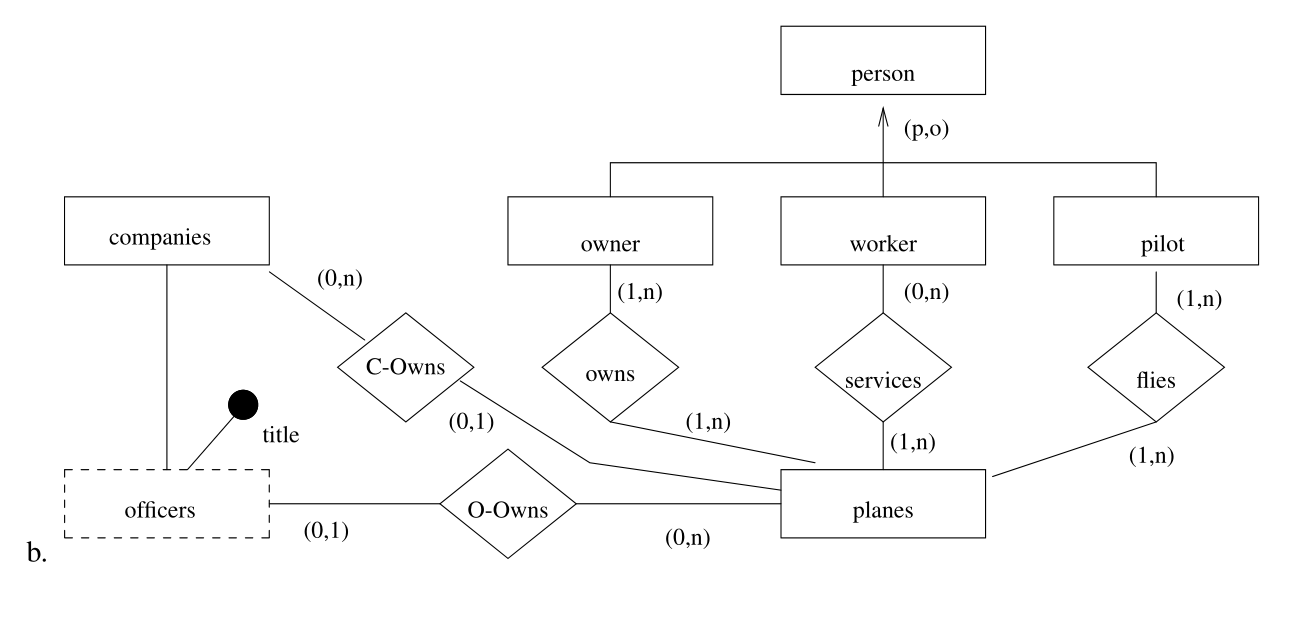 person
(p,o)
companies
owner
worker
pilot
(0,n)
(1,n)
(0,n)
(1,n)
C-Owns
owns
services
flies
(0,1)
(1,n)
(1,n)
(1,n)
title
officers
O-Owns
planes
(0,1)
(0,n)
b.